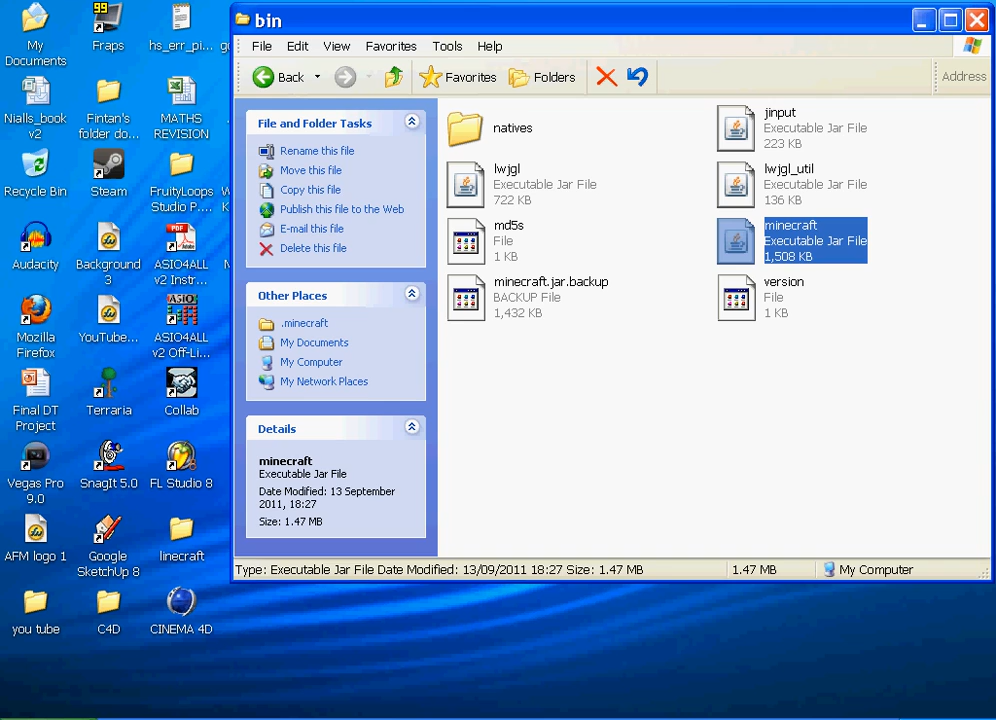 My
Documents
99
Fraps
hs_err_pi...
Nialls_book
v2
Fintan's
folder do...
MATHS
REVISION
Recycle Bin
Steam
FruityLoops
Studio P....
Audacity
Background
3
PDF
ASIO4ALL
v2 Instr...
Mozilla
Firefox
YouTube...
ASIO
ASIO4ALL
v2 Off-Li...
Final DT
Project
Terraria
Collab
Vegas Pro
9.0
SnagIt 5.0
FL Studio 8
AFM logo 1
Google
SketchUp 8
linecraft
you tube
C4D
CINEMA 4D
bin
File Edit View Favorites Tools Help
Back Favorites Folders Address
File and Folder Tasks
Rename this file
Move this file
Copy this file
Publish this file to the Web
E-mail this file
Delete this file
Other Places
.minecraft
My Documents
My Computer
My Network Places
Details
minecraft
Executable Jar File
Date Modified: 13 September
2011, 18:27
Size: 1.47 MB
natives
jinput
Executable Jar File
223 KB
lwjgl
Executable Jar File
722 KB
lwjgl_util
Executable Jar File
136 KB
md5s
File
1 KB
minecraft
Executable Jar File
1,508 KB
minecraft.jar.backup
BACKUP File
1,432 KB
version
File
1 KB
Type: Executable Jar File Date Modified: 13/09/2011 18:27 Size: 1.47 MB 1.47 MB My Computer